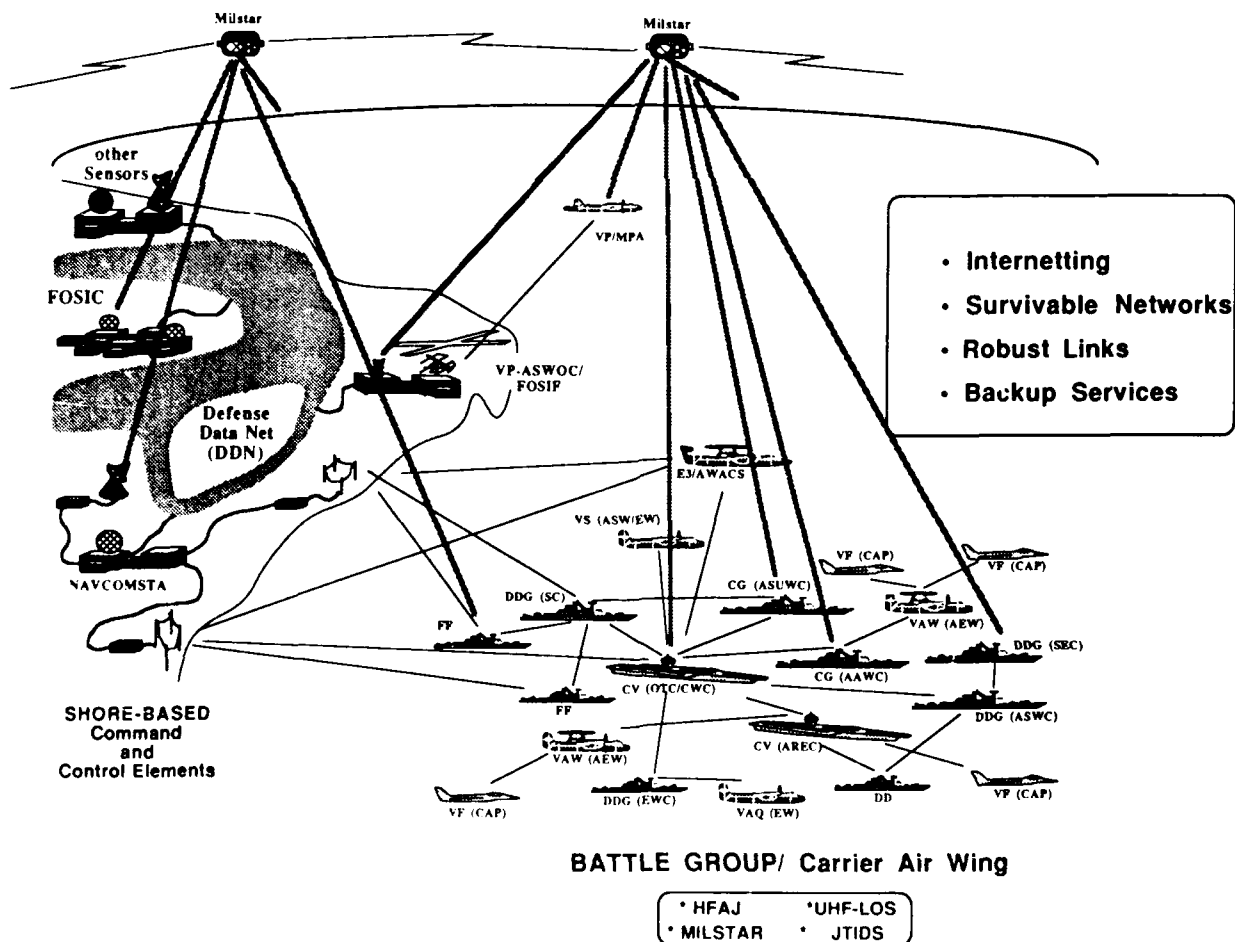 Milstar
Milstar
other
Sensors
VP/MPA
• Internetting
• Survivable Networks
• Robust Links
• Backup Services
FOSIC
VP-ASWOC/
FOSIF
Defense
Data Net
(DDN)
E3/AWACS
VS (ASW/EW)
VF (CAP)
VF (CAP)
NAVCOMSTA
CG (ASUWC)
DDG (SC)
VAW (AEW)
FF
DDG (SEC)
CG (AAWC)
CV (OTC/CWC)
FF
DDG (ASWC)
SHORE-BASED
Command
and
Control Elements
CV (AREC)
VAW (AEW)
VF (CAP)
DDG (EWC)
VAQ (EW)
DD
VF (CAP)
BATTLE GROUP/ Carrier Air Wing
* HFAJ *UHF-LOS
* MILSTAR * JTIDS